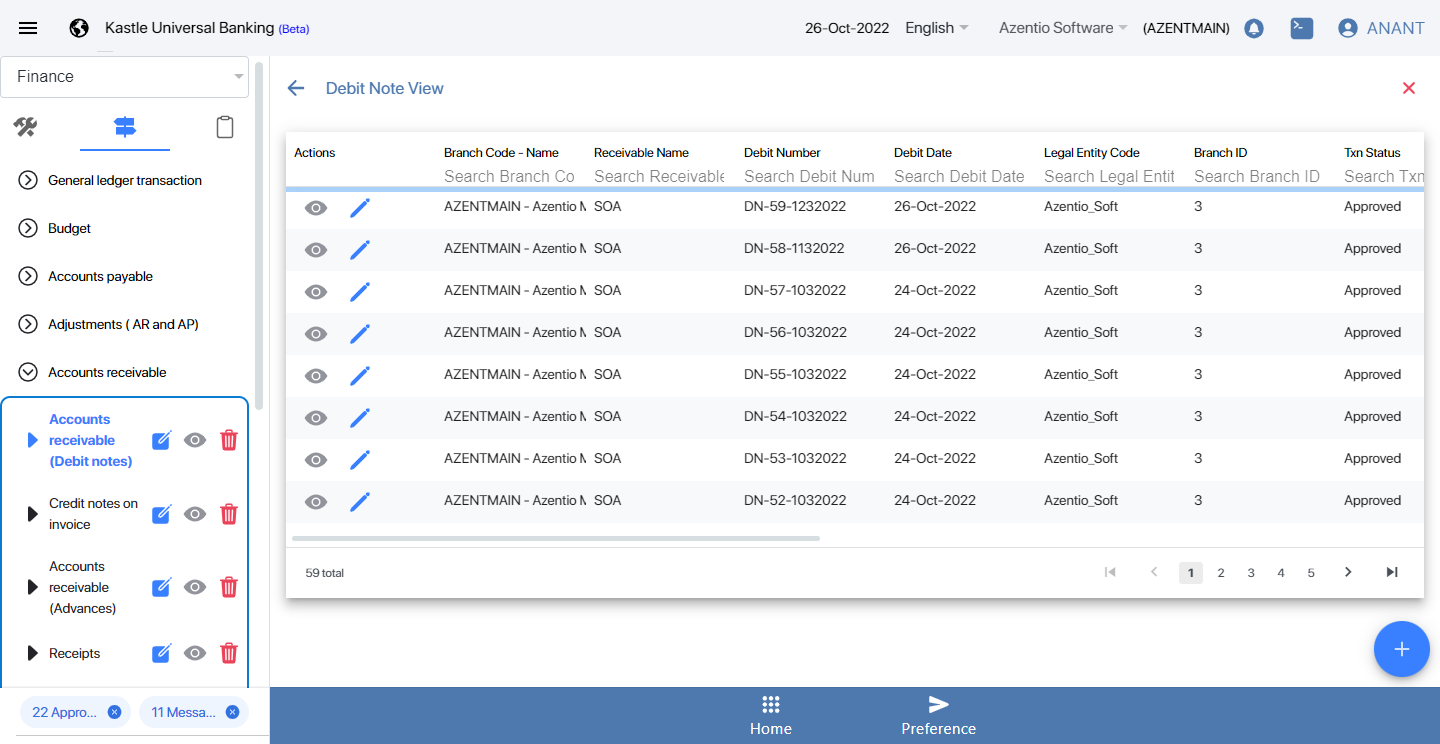 Kastle Universal Banking (Beta)
26-Oct-2022 English Azentio Software (AZENTMAIN) ANANT
Finance
General ledger transaction
Budget
Accounts payable
Adjustments ( AR and AP)
Accounts receivable
Accounts
receivable
(Debit notes)
Credit notes on
invoice
Accounts
receivable
(Advances)
Receipts
22 Appro...
11 Messa...
Debit Note View
Actions Branch Code - Name Receivable Name Debit Number Debit Date Legal Entity Code Branch ID Txn Status
Search Branch Co Search Receivable Search Debit Num Search Debit Date Search Legal Entit Search Branch ID Search Txn
AZENTMAIN - Azentio M SOA DN-59-1232022 26-Oct-2022 Azentio_Soft 3 Approved
AZENTMAIN - Azentio M SOA DN-58-1132022 26-Oct-2022 Azentio_Soft 3 Approved
AZENTMAIN - Azentio M SOA DN-57-1032022 24-Oct-2022 Azentio_Soft 3 Approved
AZENTMAIN - Azentio M SOA DN-56-1032022 24-Oct-2022 Azentio_Soft 3 Approved
AZENTMAIN - Azentio M SOA DN-55-1032022 24-Oct-2022 Azentio_Soft 3 Approved
AZENTMAIN - Azentio M SOA DN-54-1032022 24-Oct-2022 Azentio_Soft 3 Approved
AZENTMAIN - Azentio M SOA DN-53-1032022 24-Oct-2022 Azentio_Soft 3 Approved
AZENTMAIN - Azentio M SOA DN-52-1032022 24-Oct-2022 Azentio_Soft 3 Approved
59 total
1 2 3 4 5
Home
Preference